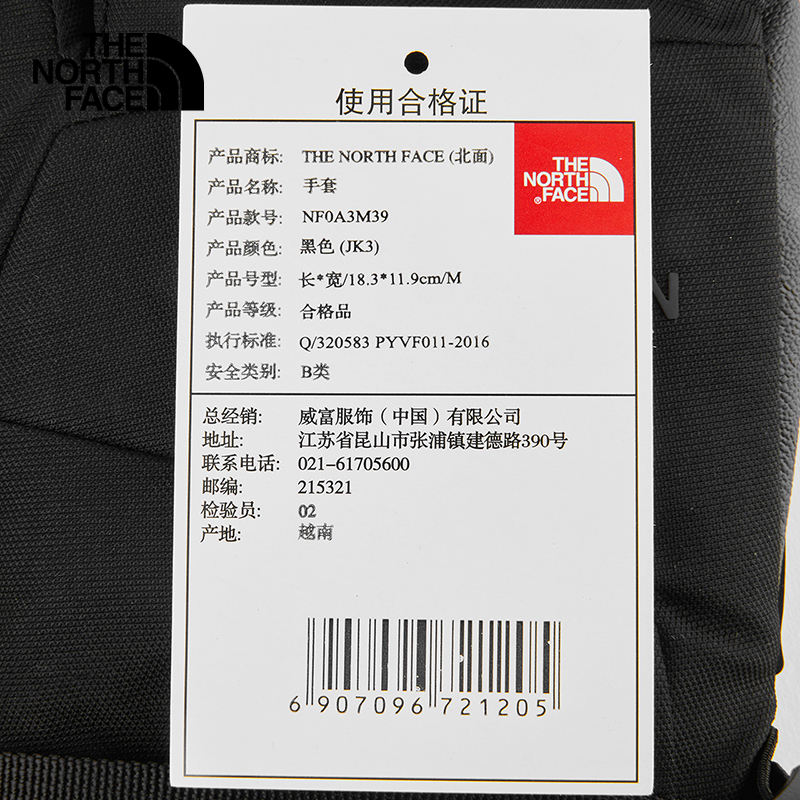 THE
NORTH
FACE
使用合格证
产品商标: THE NORTH FACE (北面)
产品名称: 手套
产品款号: NF0A3M39
产品颜色: 黑色 (JK3)
产品号型: 长*宽/18.3*11.9cm/M
产品等级: 合格品
执行标准: Q/320583 PYVF011-2016
安全类别: B类
THE
NORTH
FACE
®
N
总经销: 威富服饰（中国）有限公司
地址: 江苏省昆山市张浦镇建德路390号
联系电话: 021-61705600
邮编: 215321
检验员: 02
产地: 越南
6 907096 721205